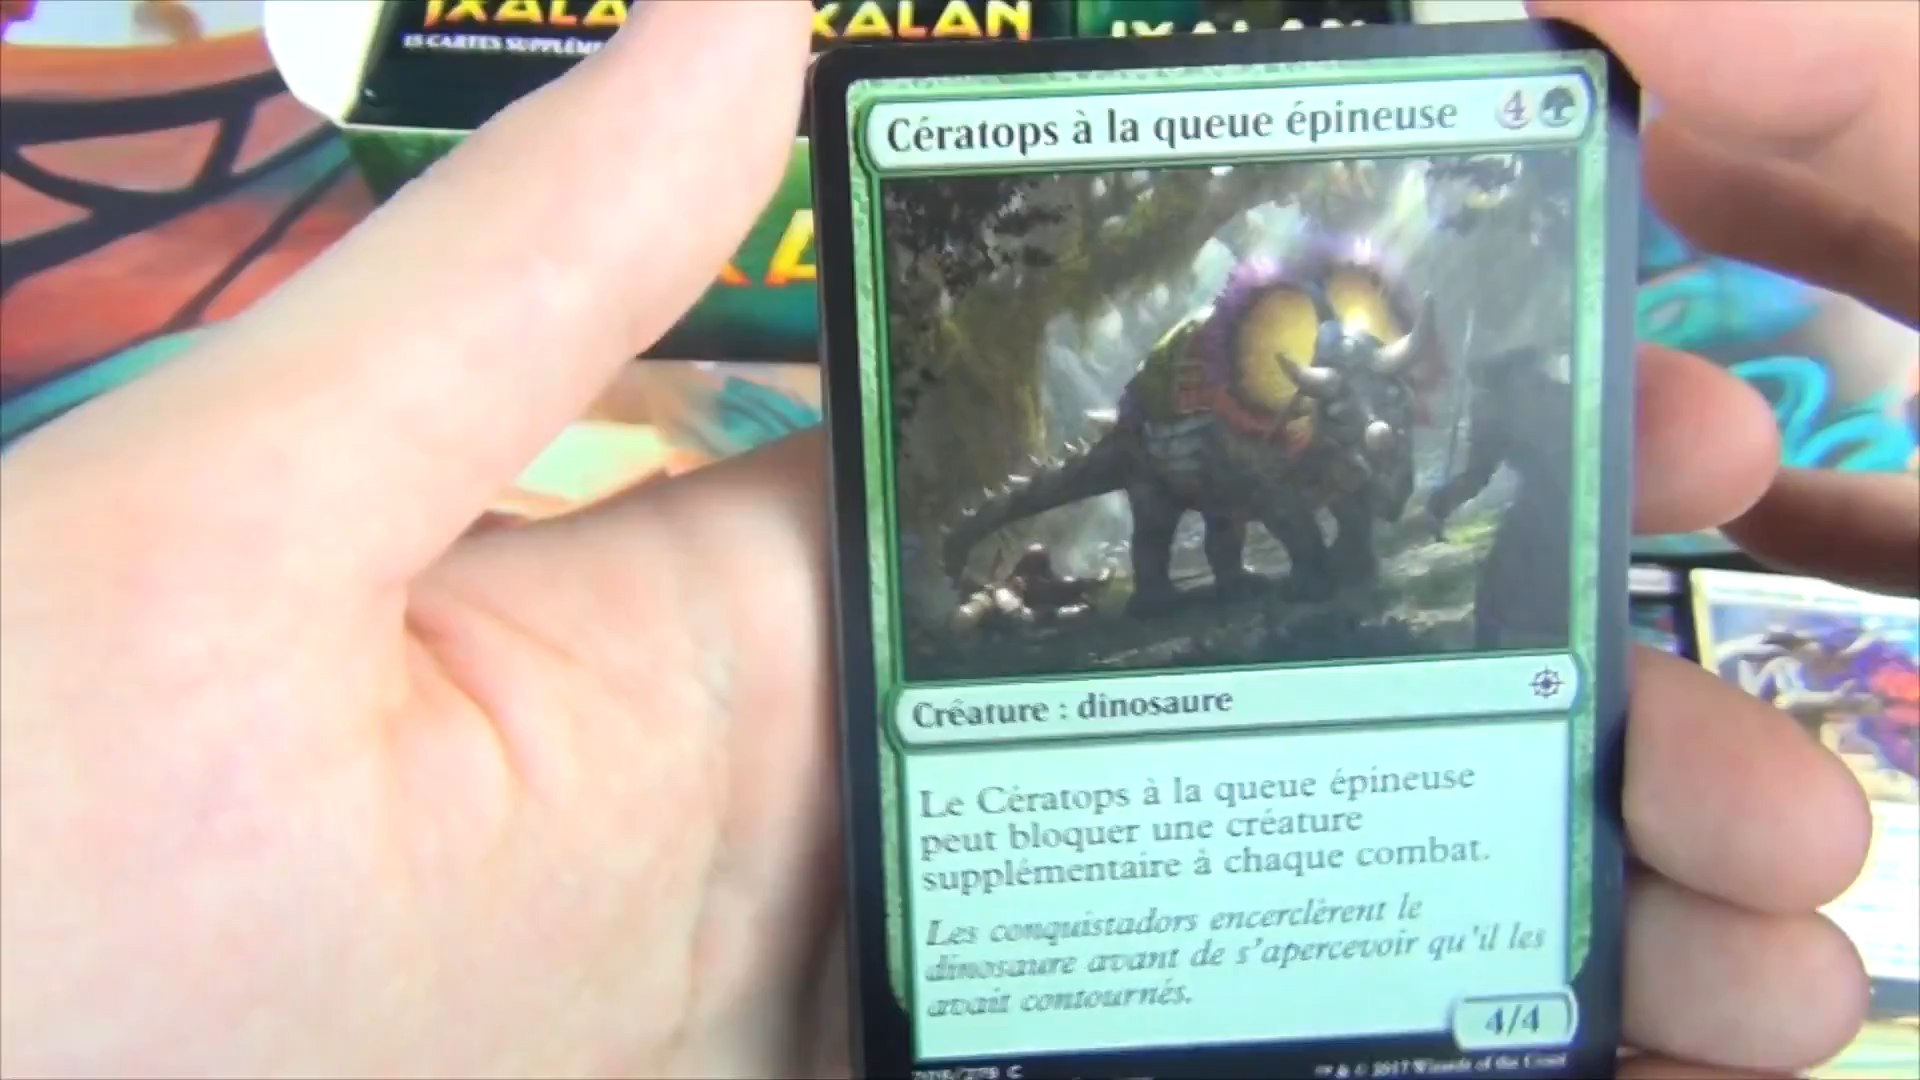 IXALAN
IXALAN
15 CARTES
Cératops à la queue épineuse 4
Créature : dinosaure
Le Cératops à la queue épineuse
peut bloquer une créature
supplémentaire à chaque combat.
Les conquistadors encerclèrent le
dinosaure avant de s'apercevoir qu'il les
avait contournés.
4/4
/279 C
& © 2017 Wizards of the Coast